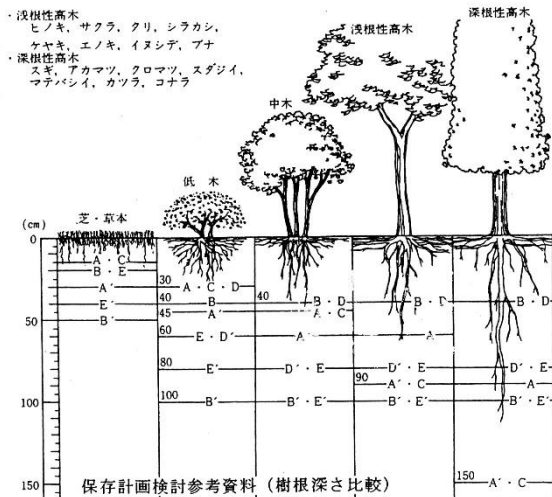 ・浅根性高木
ヒノキ, サクラ, クリ, シラカシ,
ケヤキ, エノキ, イヌシデ, ブナ
・深根性高木
スギ, アカマツ, クロマツ, スダジイ,
マテバシイ, カツラ, コナラ
深根性高木
浅根性高木
中木
低木
芝・草本
(cm)
0
50
100
150
A・C
B・E
A´
E´
B´
30 A・C・D
40 B
45 A´
60 E・D´
80 E´
100 B´
40 B・D
A・C
A´
D´・E
B´・E´
B・D
A
D´・E
90 A´・C
B´・E´
B・D
D´・E
A
B´・E´
150 A´・C
保存計画検討参考資料 (樹根深さ比較)